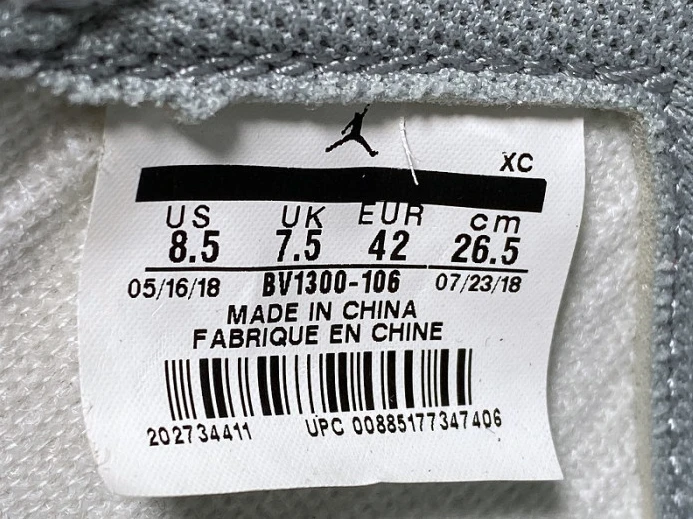 XC
US UK EUR cm
8.5 7.5 42 26.5
05/16/18 BV1300-106 07/23/18
MADE IN CHINA
FABRIQUE EN CHINE
202734411 UPC 00885177347406